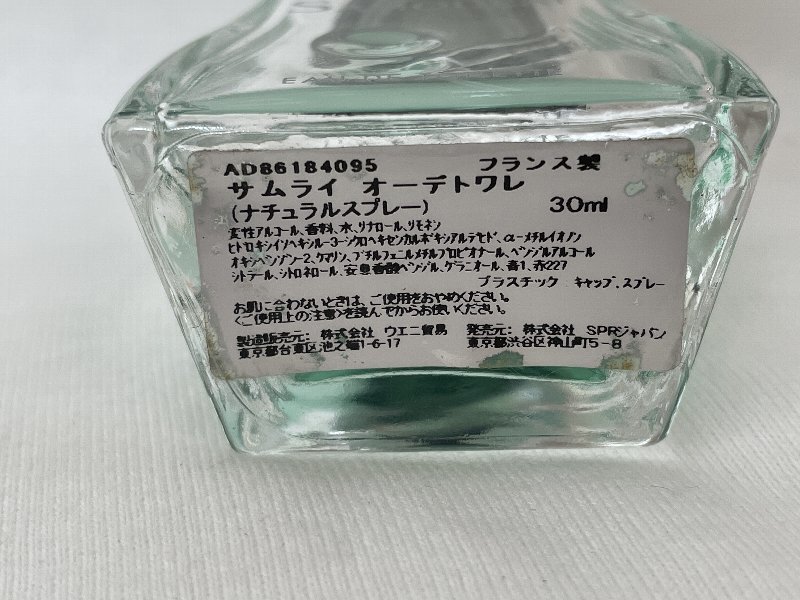 EAU DE TOILETTE
AD86184095 フランス製
サムライ オーデトワレ
(ナチュラルスプレー) 30ml
変性アルコール、香料、水、リナロール、リモネン
ヒドロキシイソヘキシル-3-シクロヘキセンカルボキシアルデヒド、α-メチルイオノン
オキシベンゾン-2、クマリン、ブチルフェニルメチルプロピオナール、ベンジルアルコール
シトラール、シトロネロール、安息香酸ベンジル、ゲラニオール、青1、赤227
プラスチック キャップ、スプレー
お肌に合わないときは、ご使用をおやめください。
〈ご使用上の注意〉を読んでからお使いください。
製造販売元: 株式会社 ウエニ貿易 発売元: 株式会社 SPRジャパン
東京都台東区池之端1-6-17 東京都渋谷区神山町5-8